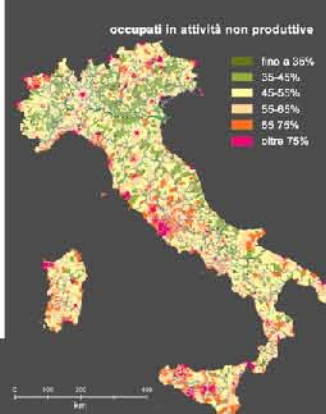 occupati in attività non produttive
fino a 35%
35-45%
45-55%
55-65%
65 75%
oltre 75%
0 100 200 400
km